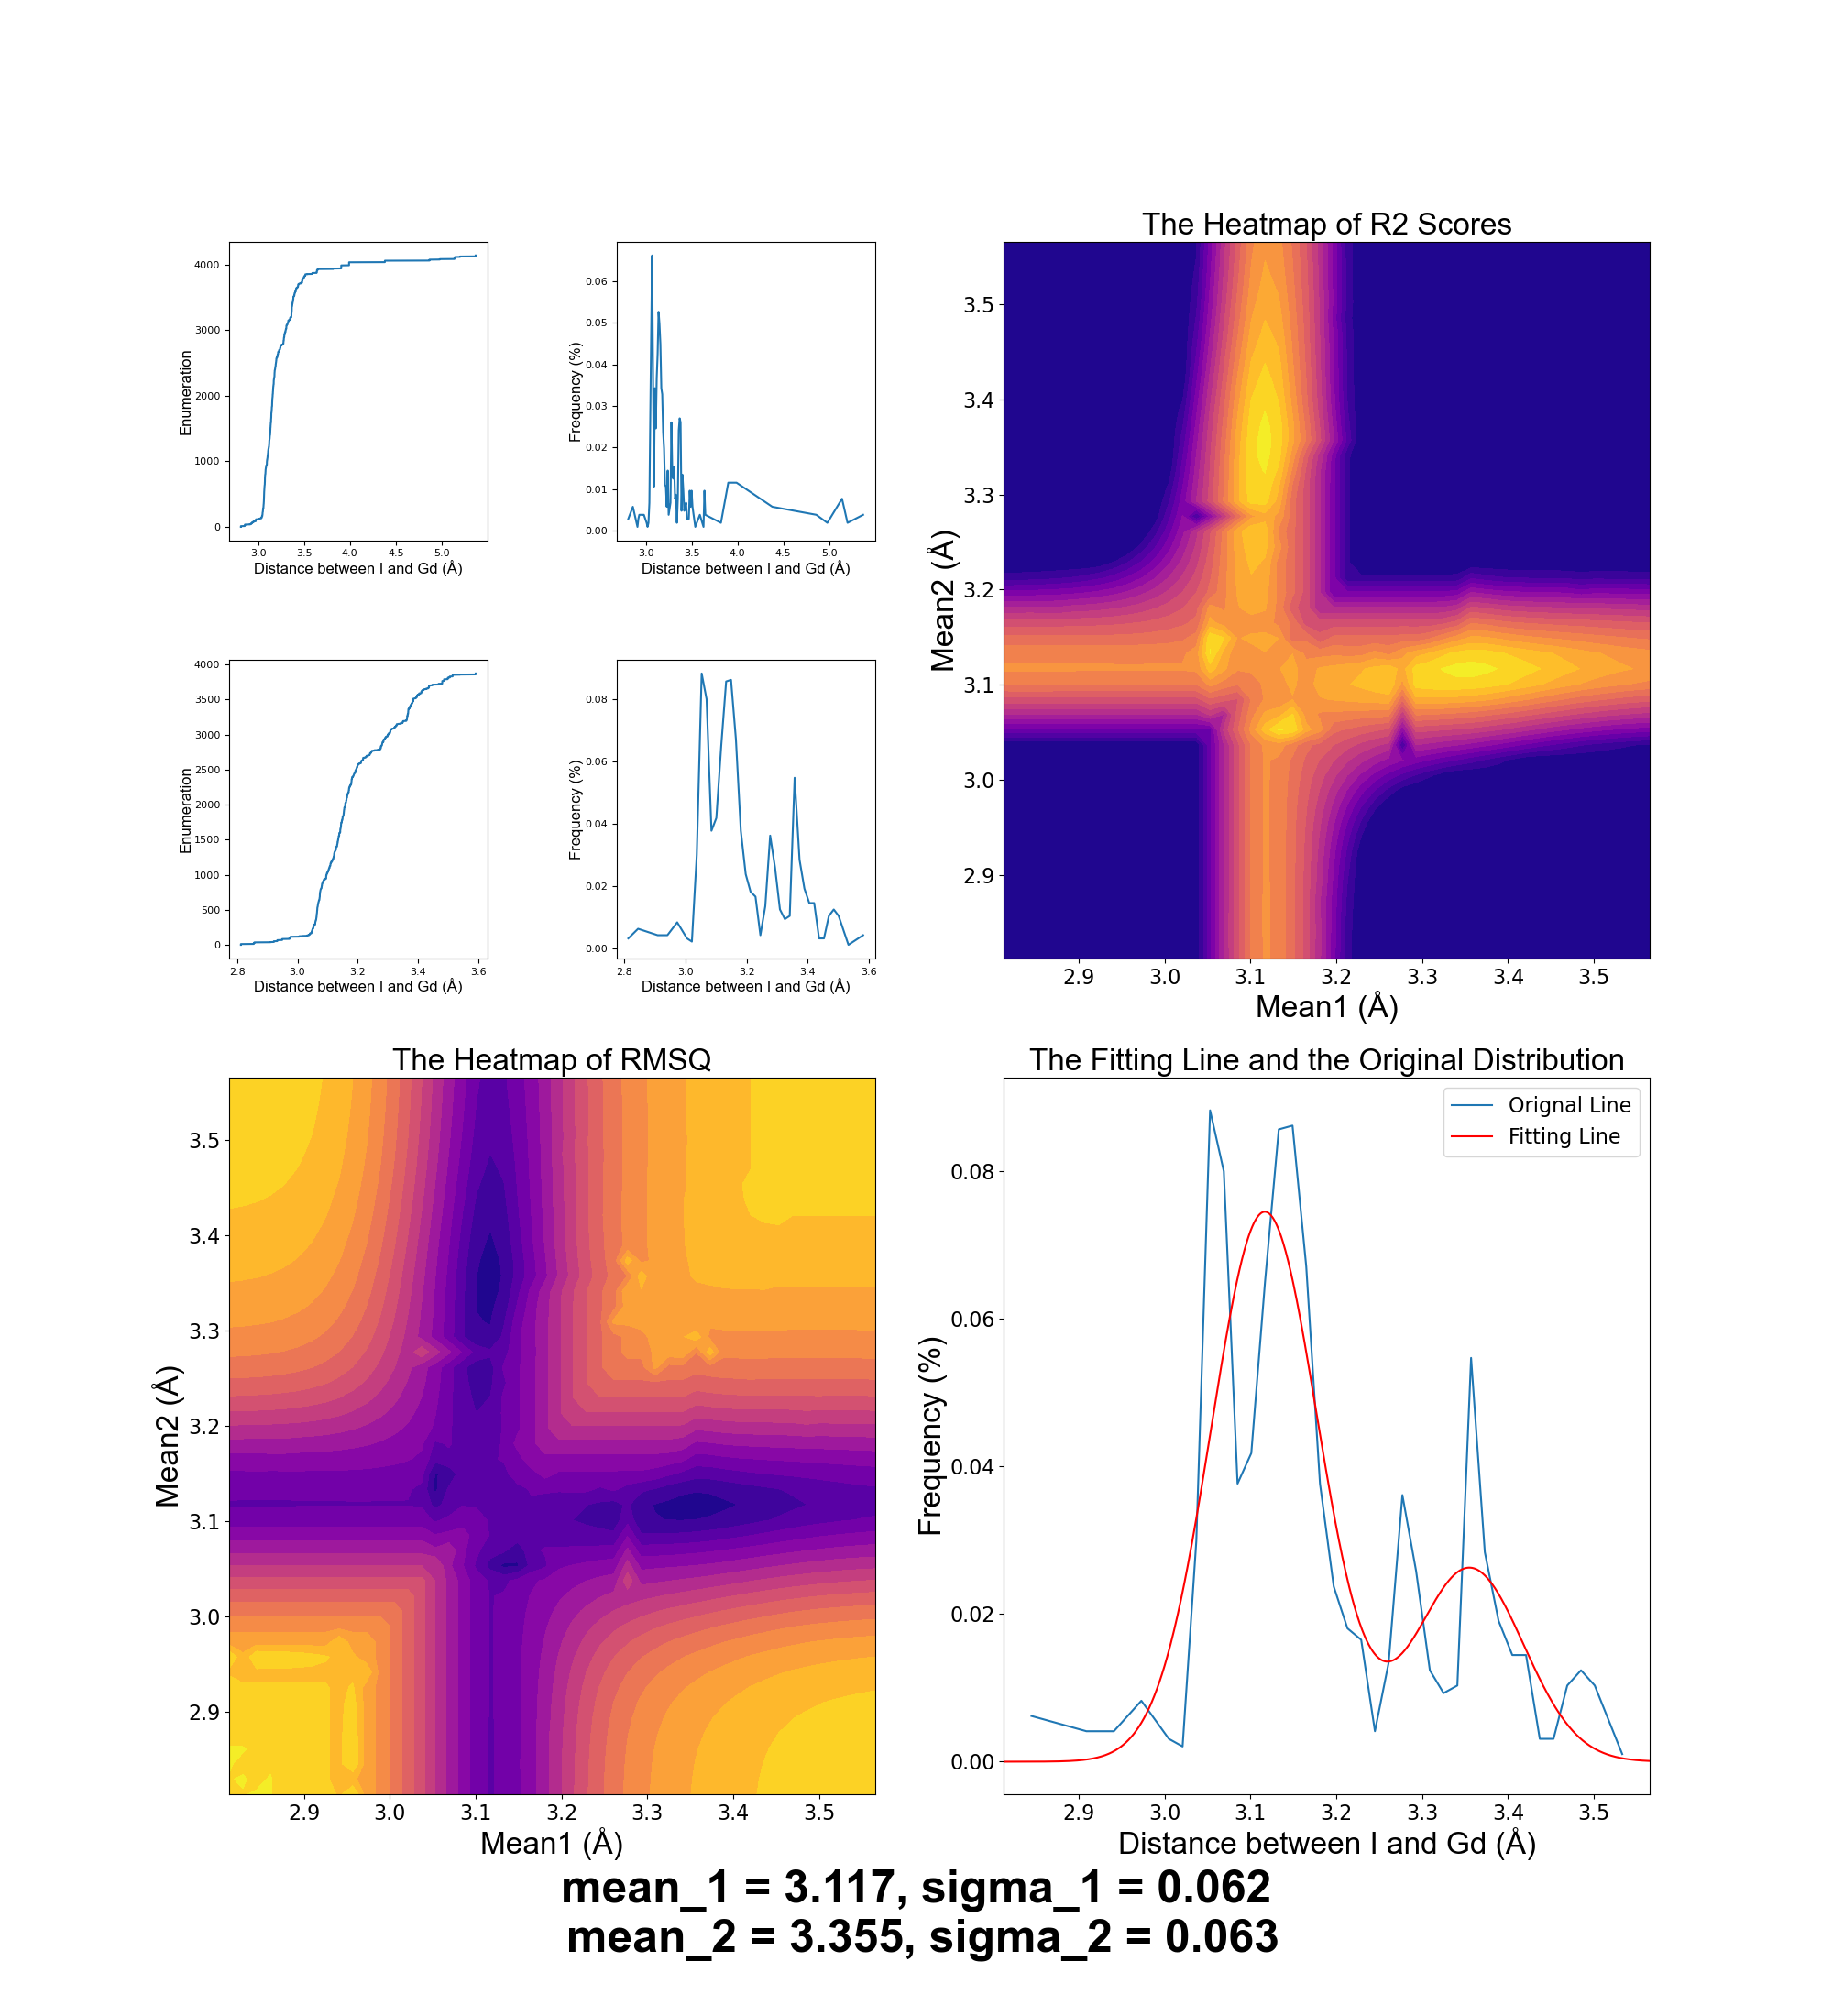 The Heatmap of R2 Scores
4000
3000
2000
1000
0
Enumeration
3.0 3.5 4.0 4.5 5.0
Distance between I and Gd (Å)
0.06
0.05
0.04
0.03
0.02
0.01
0.00
Frequency (%)
3.0 3.5 4.0 4.5 5.0
Distance between I and Gd (Å)
3.5
3.4
3.3
3.2
3.1
3.0
2.9
Mean2 (Å)
2.9 3.0 3.1 3.2 3.3 3.4 3.5
Mean1 (Å)
4000
3500
3000
2500
2000
1500
1000
500
0
Enumeration
2.8 3.0 3.2 3.4 3.6
Distance between I and Gd (Å)
0.08
0.06
0.04
0.02
0.00
Frequency (%)
2.8 3.0 3.2 3.4 3.6
Distance between I and Gd (Å)
The Heatmap of RMSQ
3.5
3.4
3.3
3.2
3.1
3.0
2.9
Mean2 (Å)
2.9 3.0 3.1 3.2 3.3 3.4 3.5
Mean1 (Å)
The Fitting Line and the Original Distribution
Orignal Line
Fitting Line
0.08
0.06
0.04
0.02
0.00
Frequency (%)
2.9 3.0 3.1 3.2 3.3 3.4 3.5
Distance between I and Gd (Å)
mean_1 = 3.117, sigma_1 = 0.062
mean_2 = 3.355, sigma_2 = 0.063